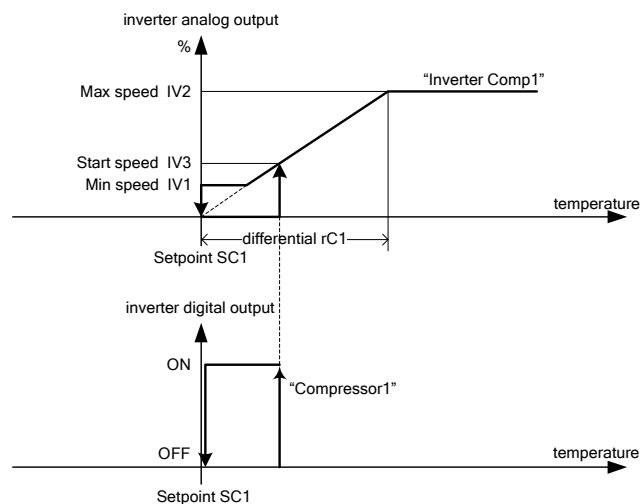 inverter analog output
%
“Inverter Comp1”
Max speed IV2
Start speed IV3
Min speed IV1
temperature
differential rC1
Setpoint SC1
inverter digital output
ON
“Compressor1”
OFF
temperature
Setpoint SC1